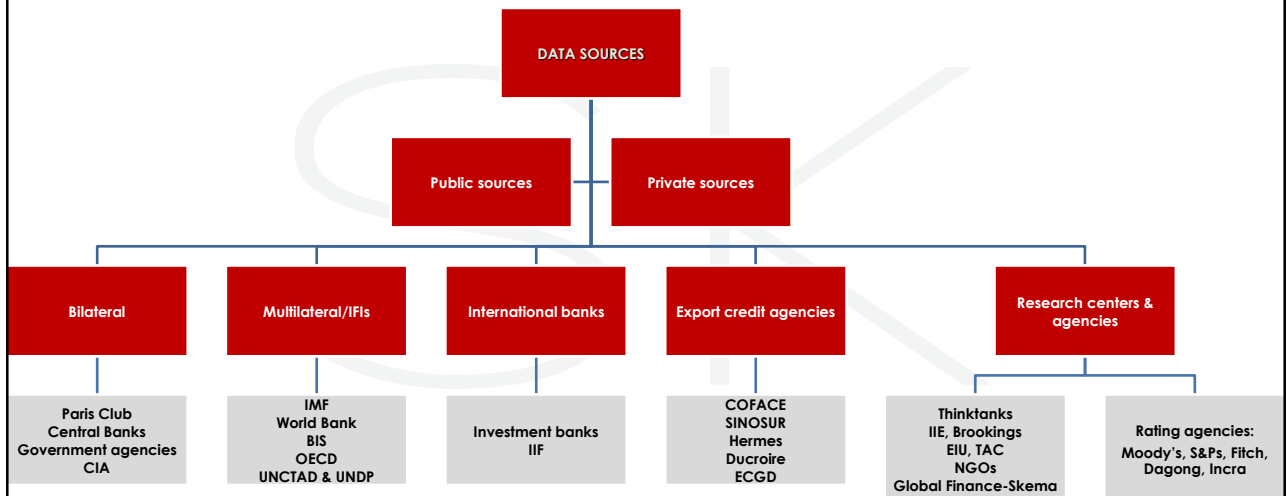 DATA SOURCES
Public sources
Private sources
Bilateral
Multilateral/IFIs
International banks
Export credit agencies
Research centers &
agencies
Paris Club
Central Banks
Government agencies
CIA
IMF
World Bank
BIS
OECD
UNCTAD & UNDP
Investment banks
IIF
COFACE
SINOSUR
Hermes
Ducroire
ECGD
Thinktanks
IIE, Brookings
EIU, TAC
NGOs
Global Finance-Skema
Rating agencies:
Moody's, S&Ps, Fitch,
Dagong, Incra
SK